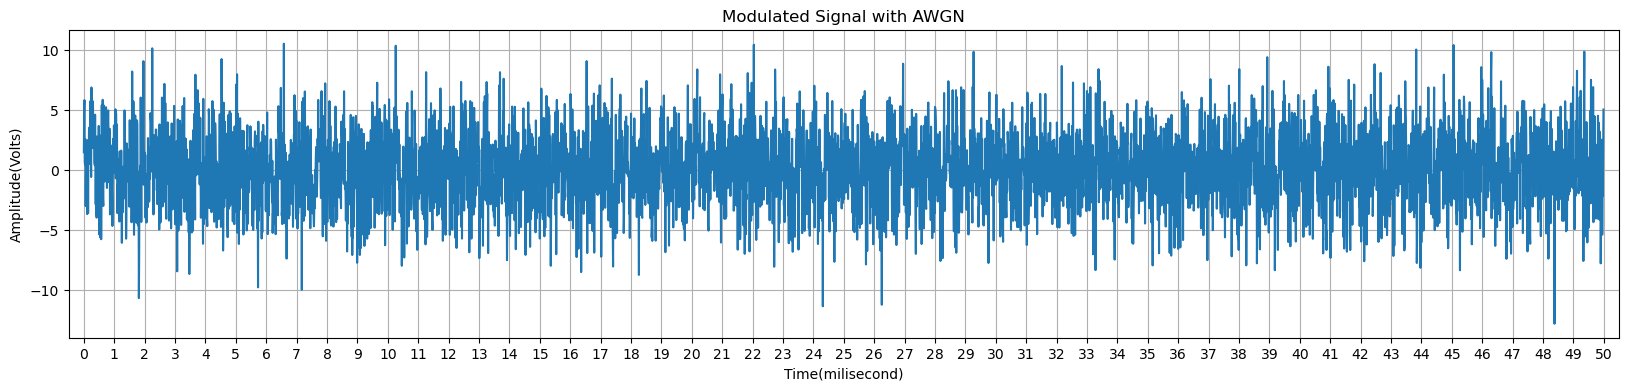 Modulated Signal with AWGN
Amplitude(Volts)
10
5
0
−5
−10
0 1 2 3 4 5 6 7 8 9 10 11 12 13 14 15 16 17 18 19 20 21 22 23 24 25 26 27 28 29 30 31 32 33 34 35 36 37 38 39 40 41 42 43 44 45 46 47 48 49 50
Time(milisecond)